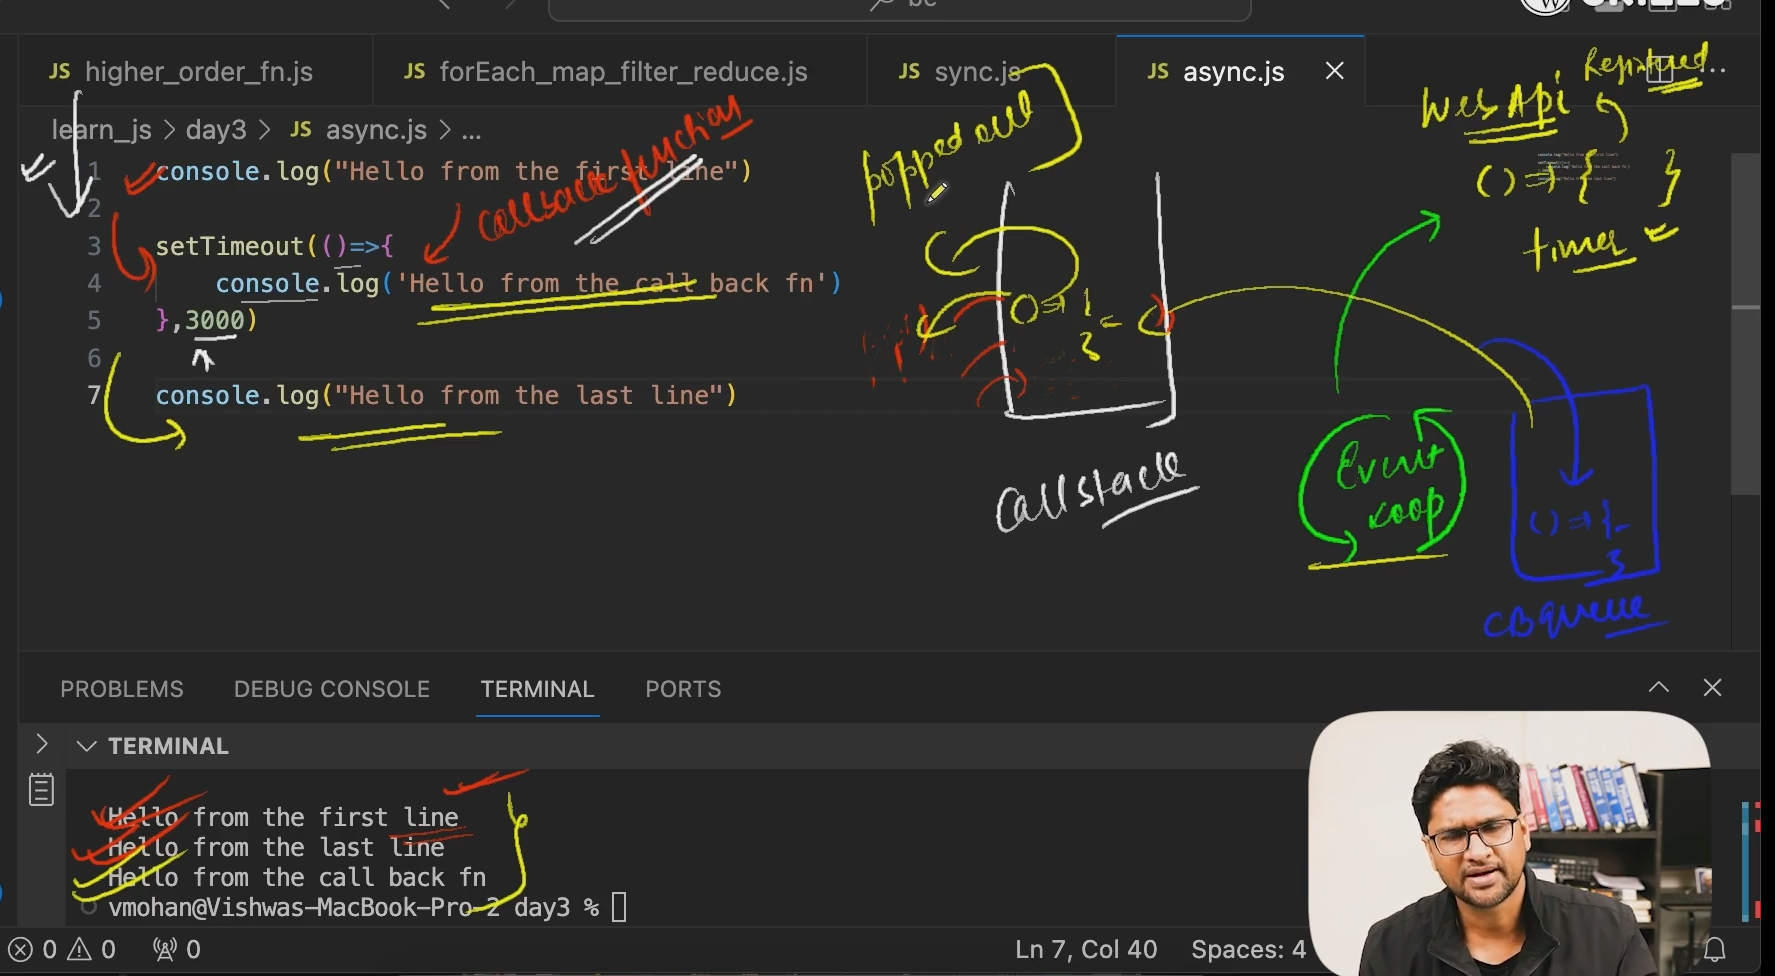 JS higher_order_fn.js JS forEach_map_filter_reduce.js JS sync.js JS async.js
learn_js > day3 > JS async.js > ...
1 console.log("Hello from the first line")
2
3 setTimeout(()=>{
4 console.log('Hello from the call back fn')
5 },3000)
6
7 console.log("Hello from the last line")
callback function
popped out
Web Api
Registered
() => { }
timer
() =>
Callstack
Event
Loop
() => {
CB queue
PROBLEMS DEBUG CONSOLE TERMINAL PORTS
TERMINAL
Hello from the first line
Hello from the last line
Hello from the call back fn
vmohan@Vishwas-MacBook-Pro-2 day3 %
0 0 0 Ln 7, Col 40 Spaces: 4